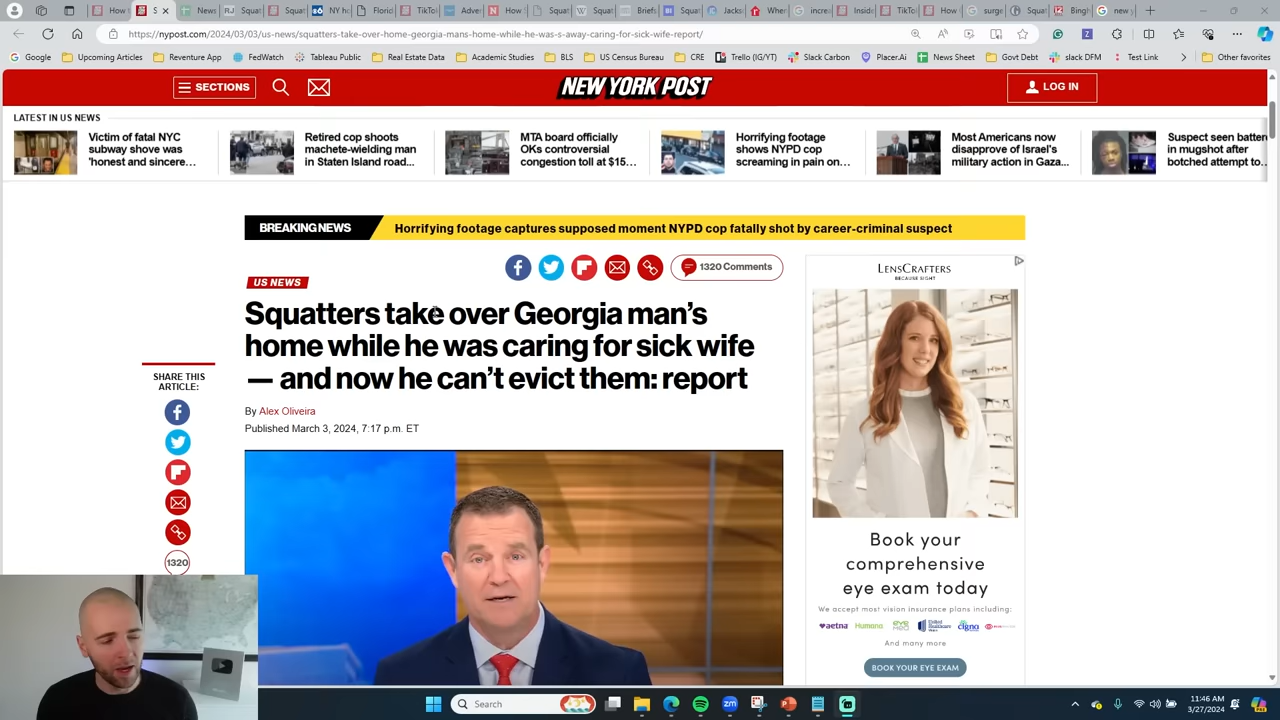 https://nypost.com/2024/03/03/us-news/squatters-take-over-home-georgia-mans-home-while-he-was-s-away-caring-for-sick-wife-report/
Google Upcoming Articles Reventure App FedWatch Tableau Public Real Estate Data BLS Academic Studies US Census Bureau CRE Trello (IG/YT) Slack Carbon Placer.Ai News Sheet slack DFM Test Link Other favorites
SECTIONS
NEW YORK POST
LOG IN
LATEST IN US NEWS
Victim of fatal NYC
subway shove was
'honest and sincere...
Retired cop shoots
machete-wielding man
in Staten Island road...
MTA board officially
OKs controversial
congestion toll at $15...
Horrifying footage
shows NYPD cop
screaming in pain on...
Most Americans now
disapprove of Israel's
military action in Gaza...
Suspect seen batter
in mugshot after
botched attempt to...
BREAKING NEWS Horrifying footage captures supposed moment NYPD cop fatally shot by career-criminal suspect
1320 Comments
US NEWS
Squatters take over Georgia man's
home while he was caring for sick wife
— and now he can't evict them: report
By Alex Oliveira
Published March 3, 2024, 7:17 p.m. ET
SHARE THIS
ARTICLE:
1320
LENSCRAFTERS
BECAUSE SIGHT
Book your
comprehensive
eye exam today
We accept most vision insurance plans including:
aetna Humana eyemed United Healthcare cigna
And many more
BOOK YOUR EYE EXAM
Search
11:46 AM
3/27/2024